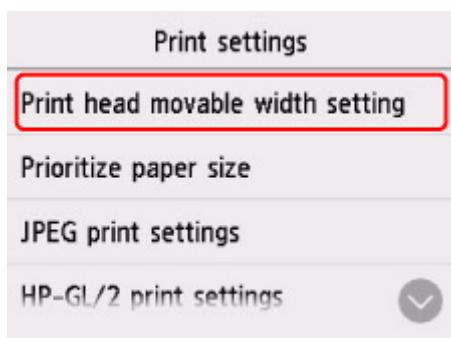 Print settings
Print head movable width setting
Prioritize paper size
JPEG print settings
HP-GL/2 print settings